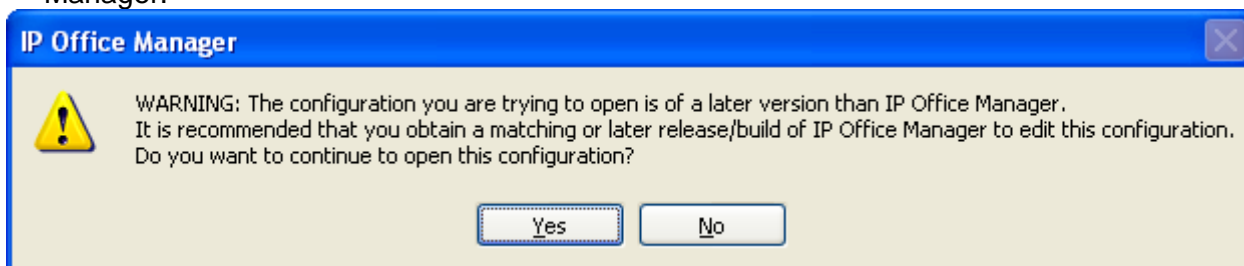 Manager.
IP Office Manager
WARNING: The configuration you are trying to open is of a later version than IP Office Manager.
It is recommended that you obtain a matching or later release/build of IP Office Manager to edit this configuration.
Do you want to continue to open this configuration?
Yes No